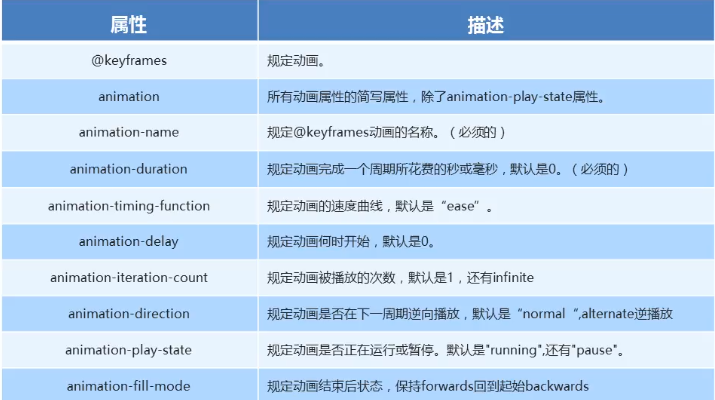 属性 描述
@keyframes 规定动画。
animation 所有动画属性的简写属性，除了animation-play-state属性。
animation-name 规定@keyframes动画的名称。（必须的）
animation-duration 规定动画完成一个周期所花费的秒或毫秒，默认是0。（必须的）
animation-timing-function 规定动画的速度曲线，默认是“ease”。
animation-delay 规定动画何时开始，默认是0。
animation-iteration-count 规定动画被播放的次数，默认是1，还有infinite
animation-direction 规定动画是否在下一周期逆向播放，默认是“normal“,alternate逆播放
animation-play-state 规定动画是否正在运行或暂停。默认是"running",还有"pause"。
animation-fill-mode 规定动画结束后状态，保持forwards回到起始backwards